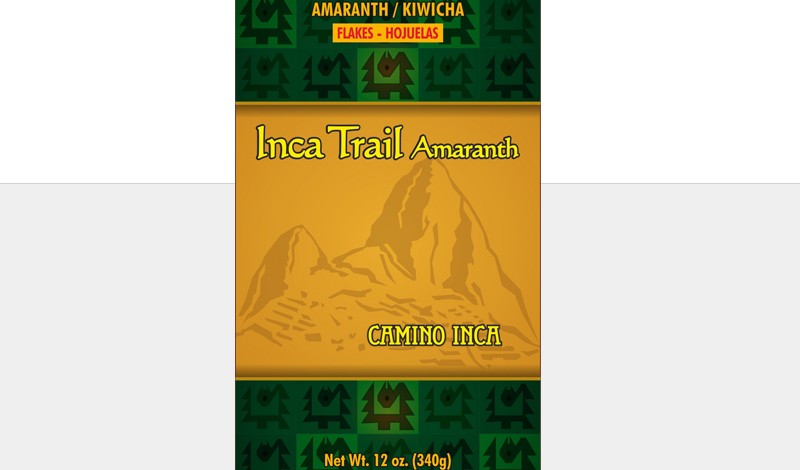 AMARANTH / KIWICHA
FLAKES - HOJUELAS
Inca Trail Amaranth
CAMINO INCA
Net Wt. 12 oz. (340g)